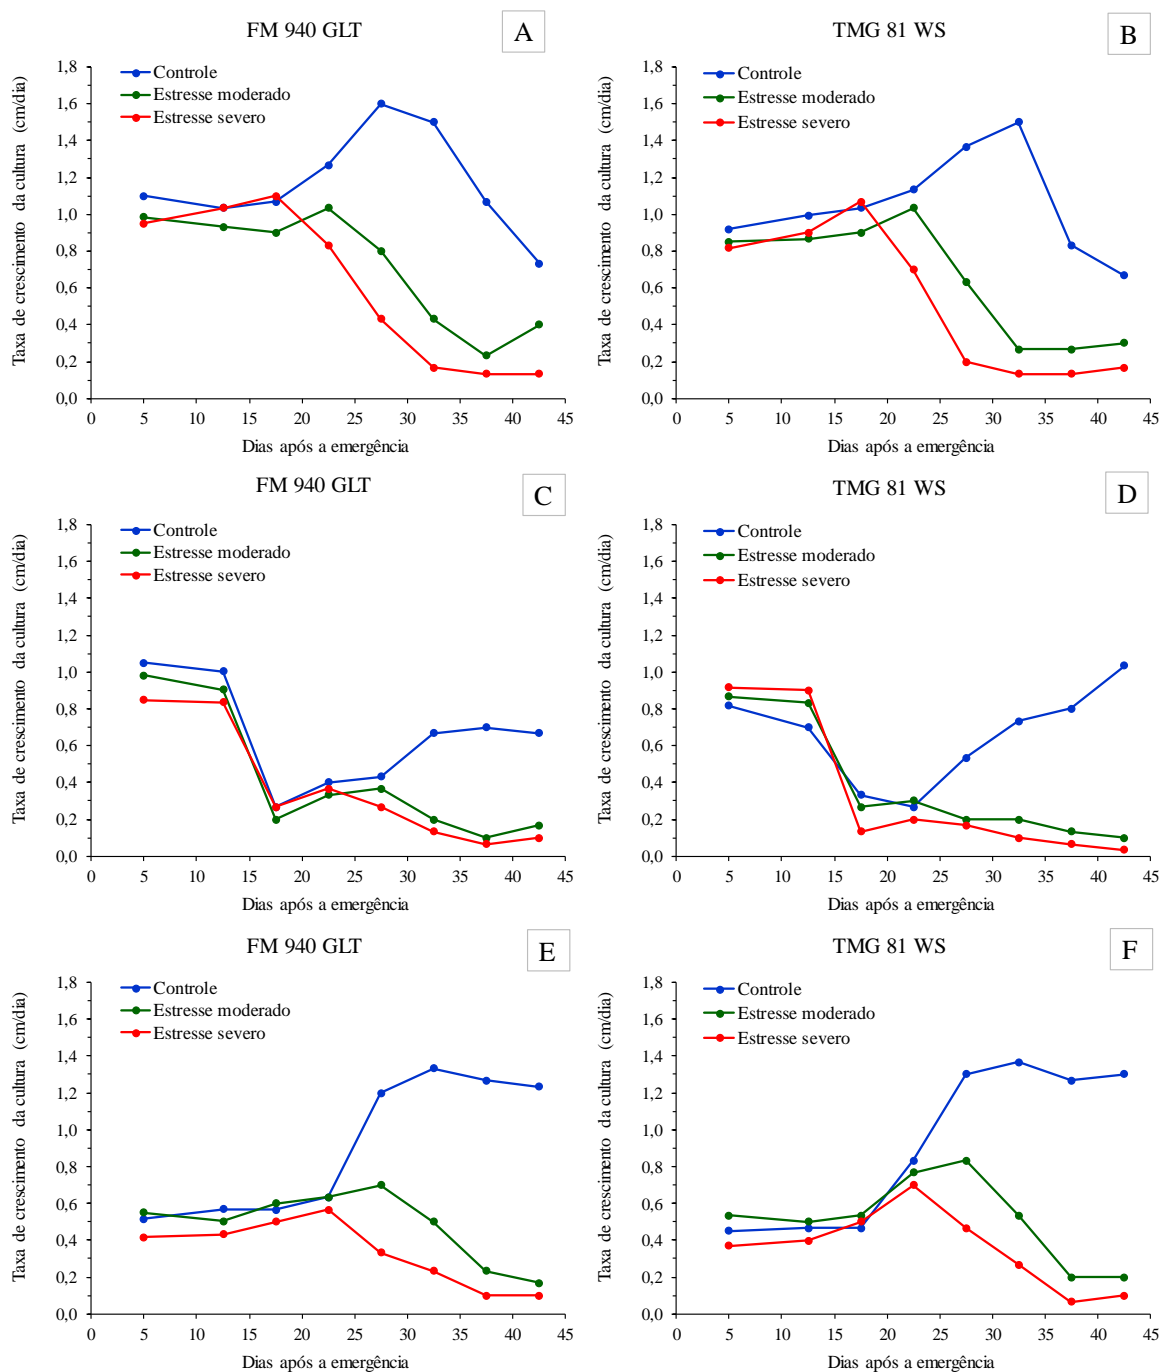 FM 940 GLT
A
Taxa de crescimento da cultura (cm/dia)
1,8
1,6
1,4
1,2
1,0
0,8
0,6
0,4
0,2
0,0
Controle
Estresse moderado
Estresse severo
0 5 10 15 20 25 30 35 40 45
Dias após a emergência
TMG 81 WS
B
Taxa de crescimento da cultura (cm/dia)
1,8
1,6
1,4
1,2
1,0
0,8
0,6
0,4
0,2
0,0
Controle
Estresse moderado
Estresse severo
0 5 10 15 20 25 30 35 40 45
Dias após a emergência
FM 940 GLT
C
Taxa de crescimento da cultura (cm/dia)
1,8
1,6
1,4
1,2
1,0
0,8
0,6
0,4
0,2
0,0
Controle
Estresse moderado
Estresse severo
0 5 10 15 20 25 30 35 40 45
Dias após a emergência
TMG 81 WS
D
Taxa de crescimento da cultura (cm/dia)
1,8
1,6
1,4
1,2
1,0
0,8
0,6
0,4
0,2
0,0
Controle
Estresse moderado
Estresse severo
0 5 10 15 20 25 30 35 40 45
Dias após a emergência
FM 940 GLT
E
Taxa de crescimento da cultura (cm/dia)
1,8
1,6
1,4
1,2
1,0
0,8
0,6
0,4
0,2
0,0
Controle
Estresse moderado
Estresse severo
0 5 10 15 20 25 30 35 40 45
Dias após a emergência
TMG 81 WS
F
Taxa de crescimento da cultura (cm/dia)
1,8
1,6
1,4
1,2
1,0
0,8
0,6
0,4
0,2
0,0
Controle
Estresse moderado
Estresse severo
0 5 10 15 20 25 30 35 40 45
Dias após a emergência